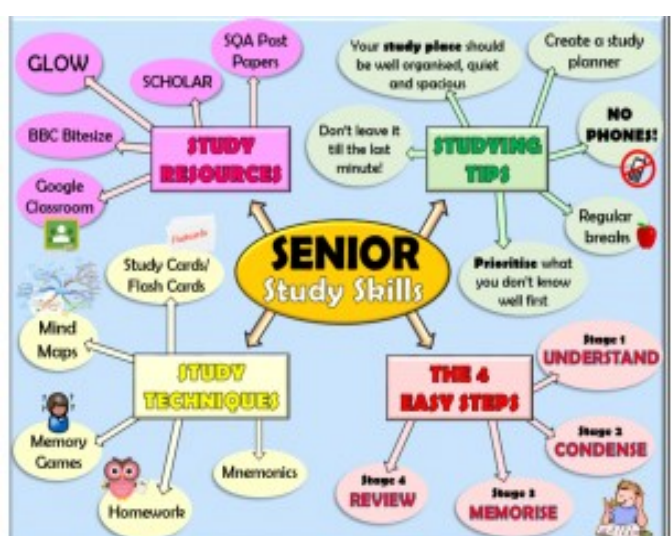 GLOW
SCHOLAR
SQA Past
Papers
BBC Bitesize
Google
Classroom
STUDY
RESOURCES
Your study place should
be well organised, quiet
and spacious
Create a study
planner
Don't leave it
till the last
minute!
STUDYING
TIPS
NO
PHONES!
Regular
breaks
Prioritise what
you don't know
well first
SENIOR
Study Skills
Flashcards
Study Cards/
Flash Cards
Mind
Maps
STUDY
TECHNIQUES
Memory
Games
Homework
Mnemonics
THE 4
EASY STEPS
Stage 1
UNDERSTAND
Stage 2
CONDENSE
Stage 3
MEMORISE
Stage 4
REVIEW